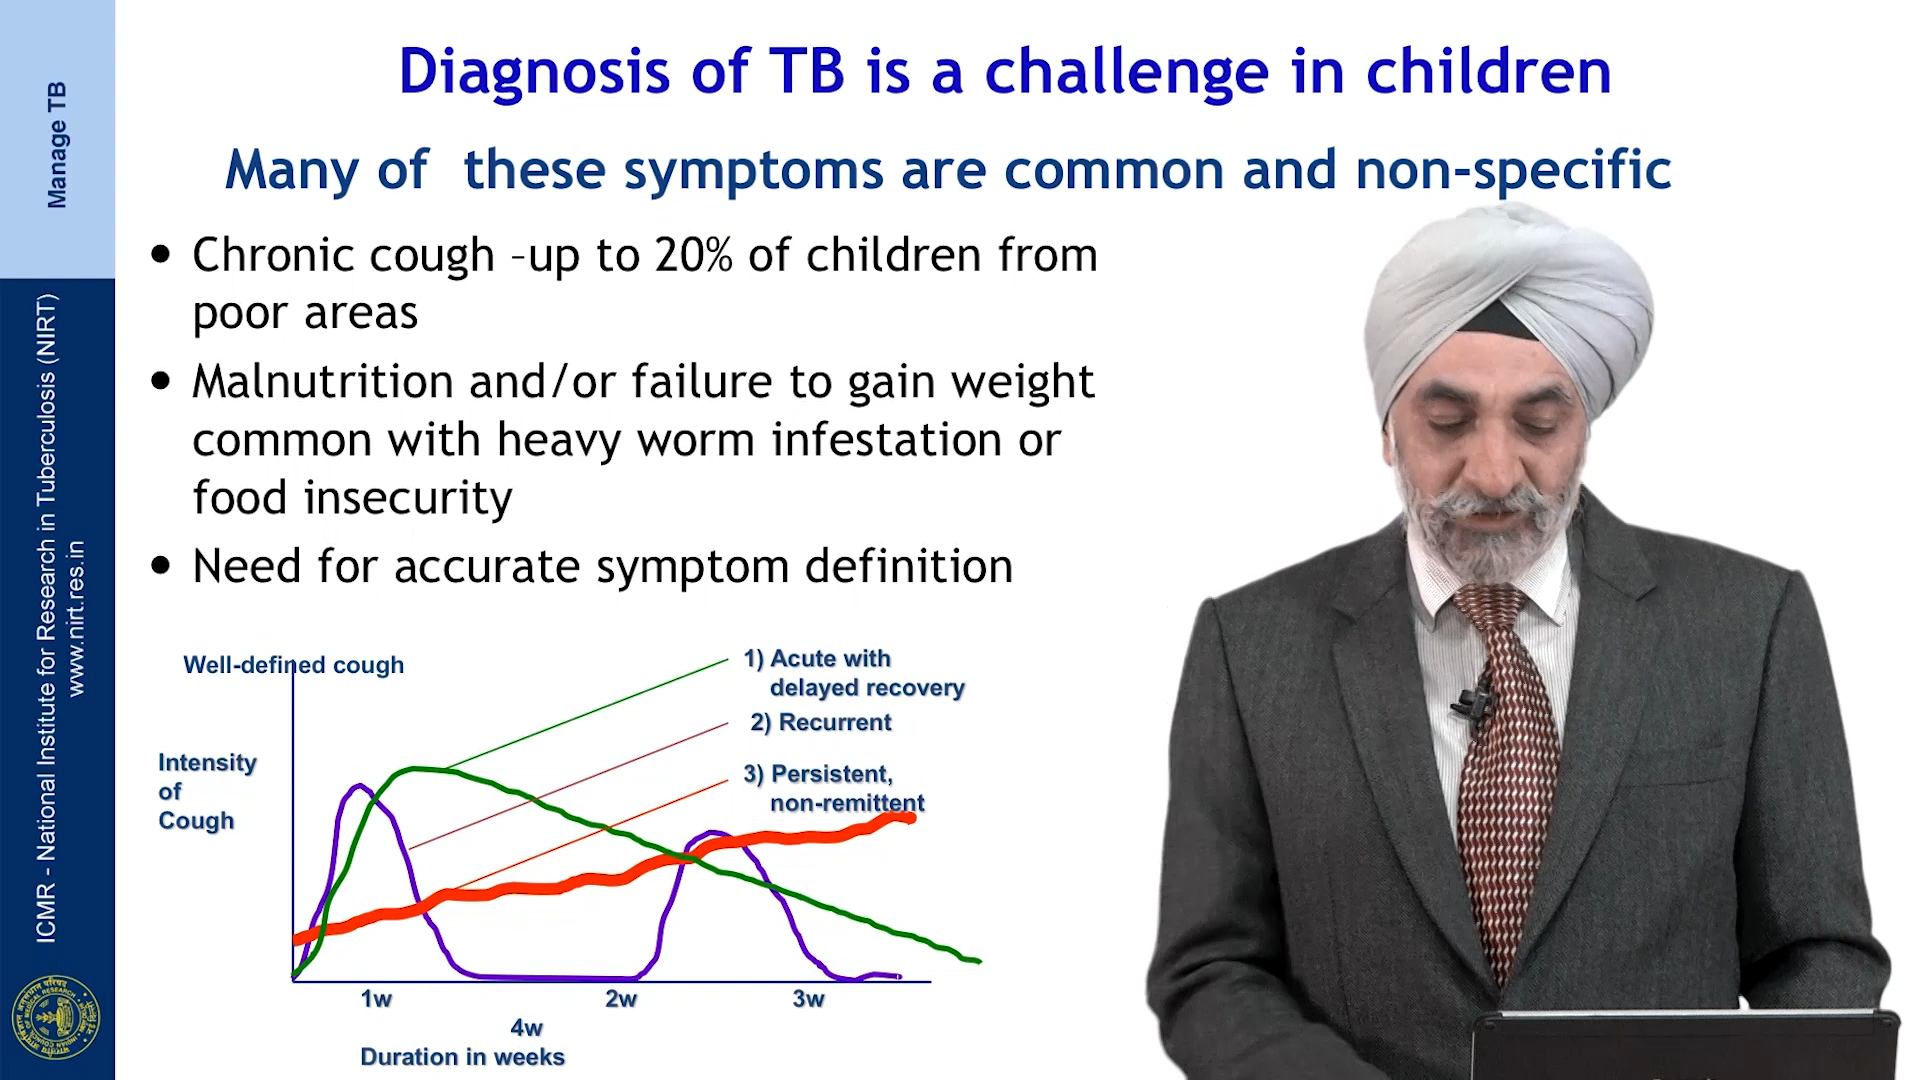 Manage TB
ICMR - National Institute for Research in Tuberculosis (NIRT)
www.nirt.res.in
Diagnosis of TB is a challenge in children
Many of these symptoms are common and non-specific
• Chronic cough –up to 20% of children from
poor areas
• Malnutrition and/or failure to gain weight
common with heavy worm infestation or
food insecurity
• Need for accurate symptom definition
Well-defined cough
Intensity
of
Cough
1) Acute with
delayed recovery
2) Recurrent
3) Persistent,
non-remittent
1w 2w 3w
4w
Duration in weeks